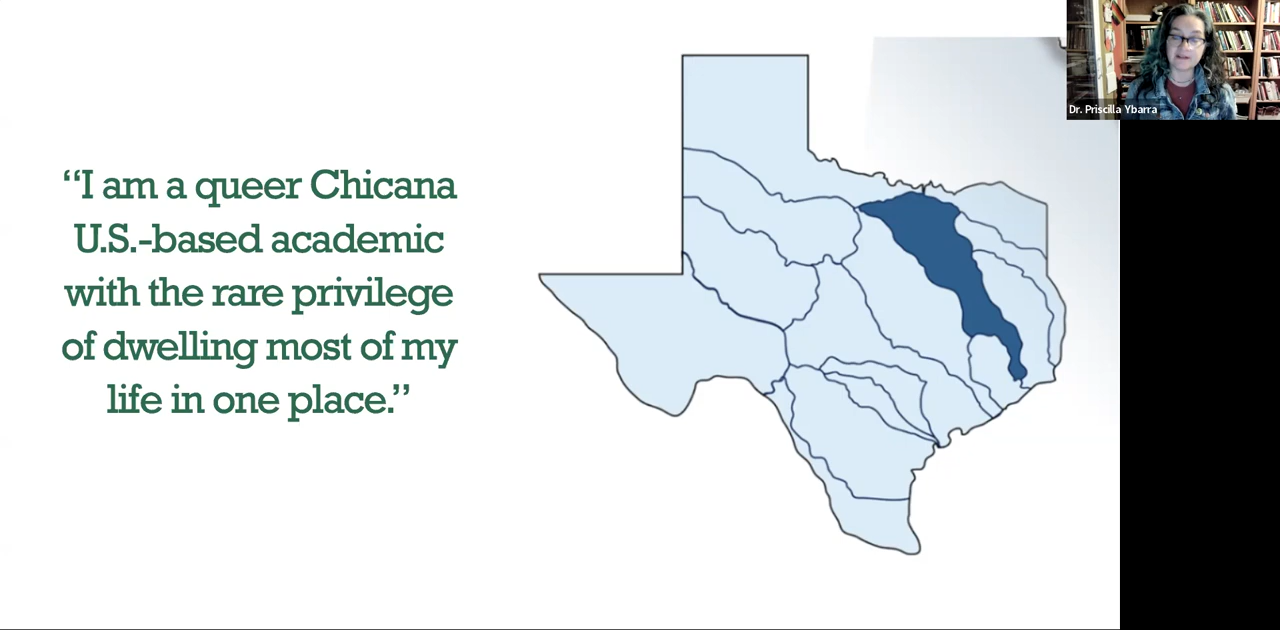 “I am a queer Chicana
U.S.-based academic
with the rare privilege
of dwelling most of my
life in one place.”
Dr. Priscilla Ybarra